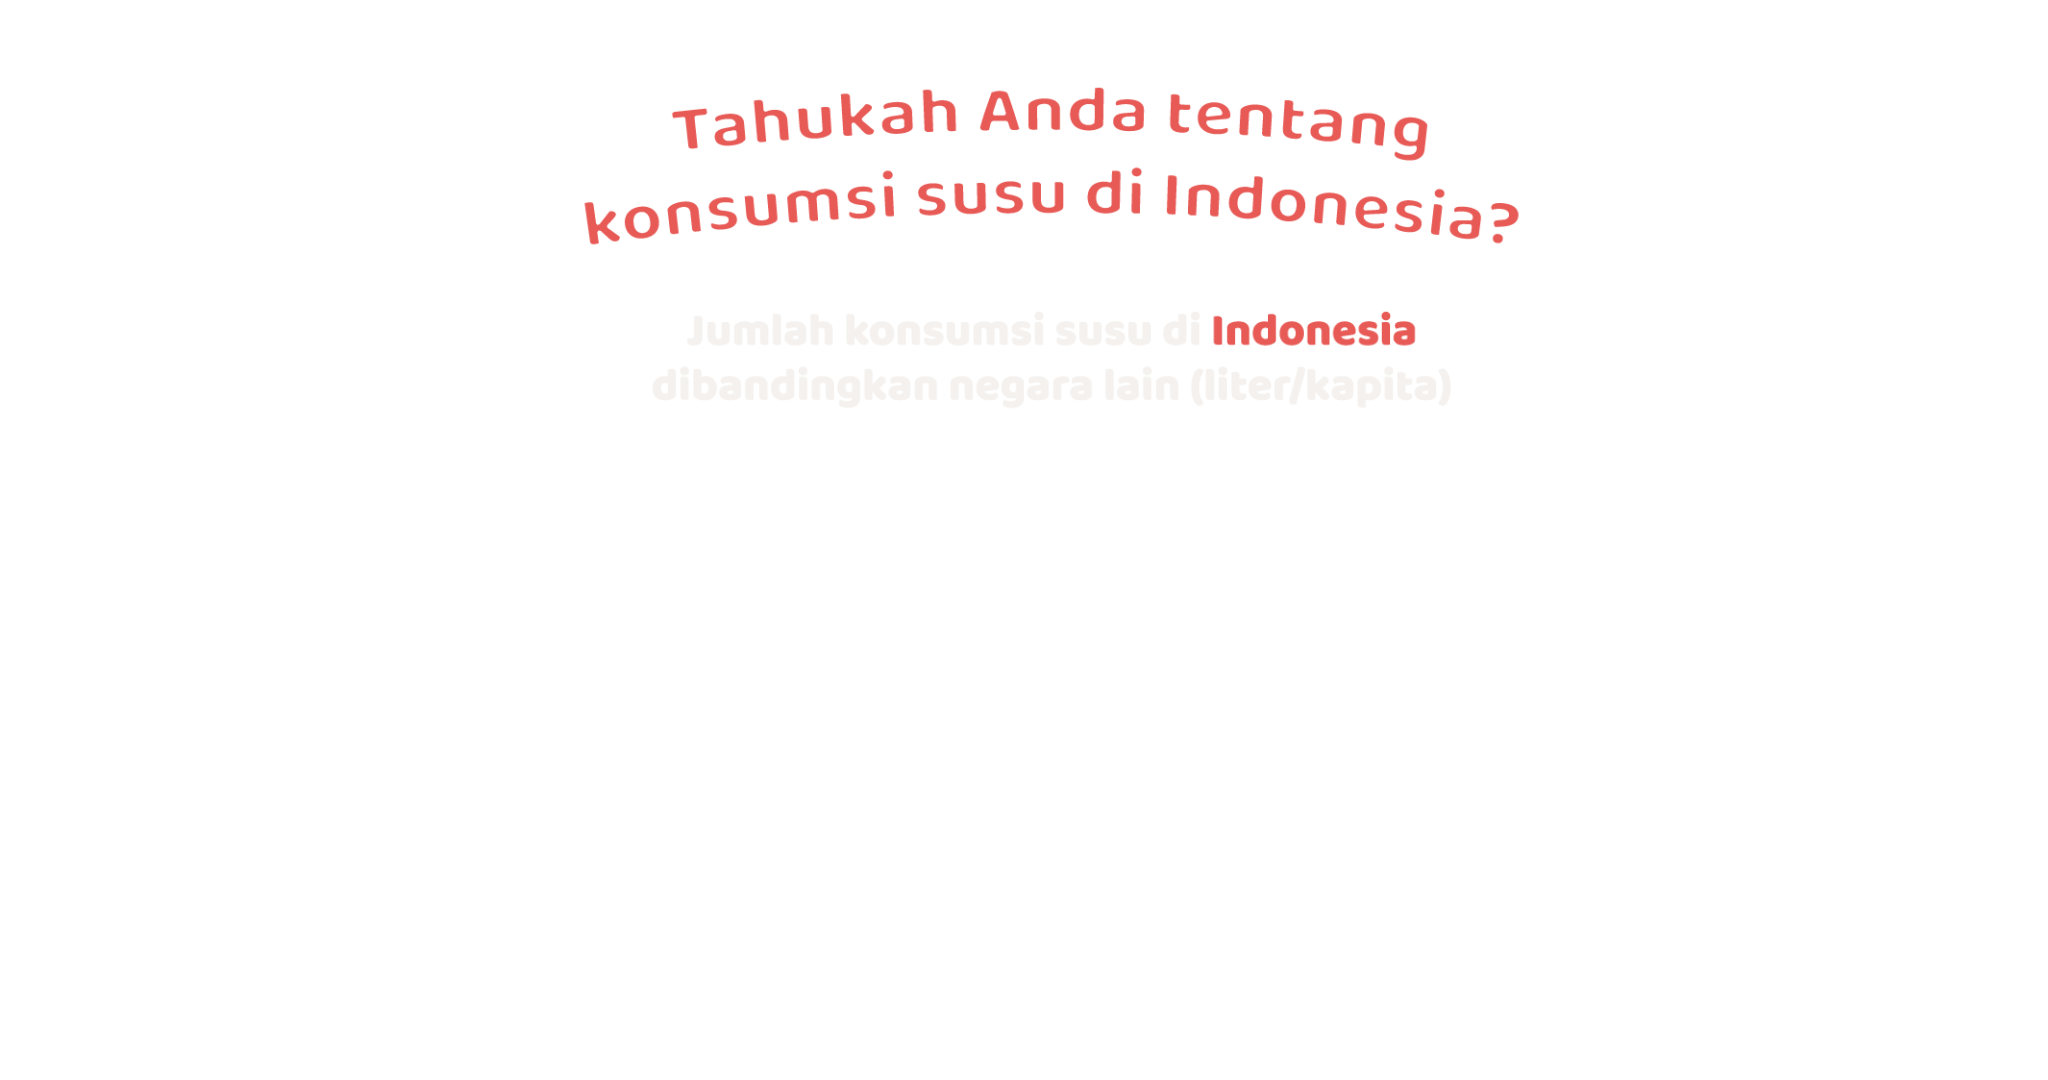 Tahukah Anda tentang
konsumsi susu di Indonesia?
Jumlah konsumsi susu di Indonesia
dibandingkan negara lain (liter/kapita)